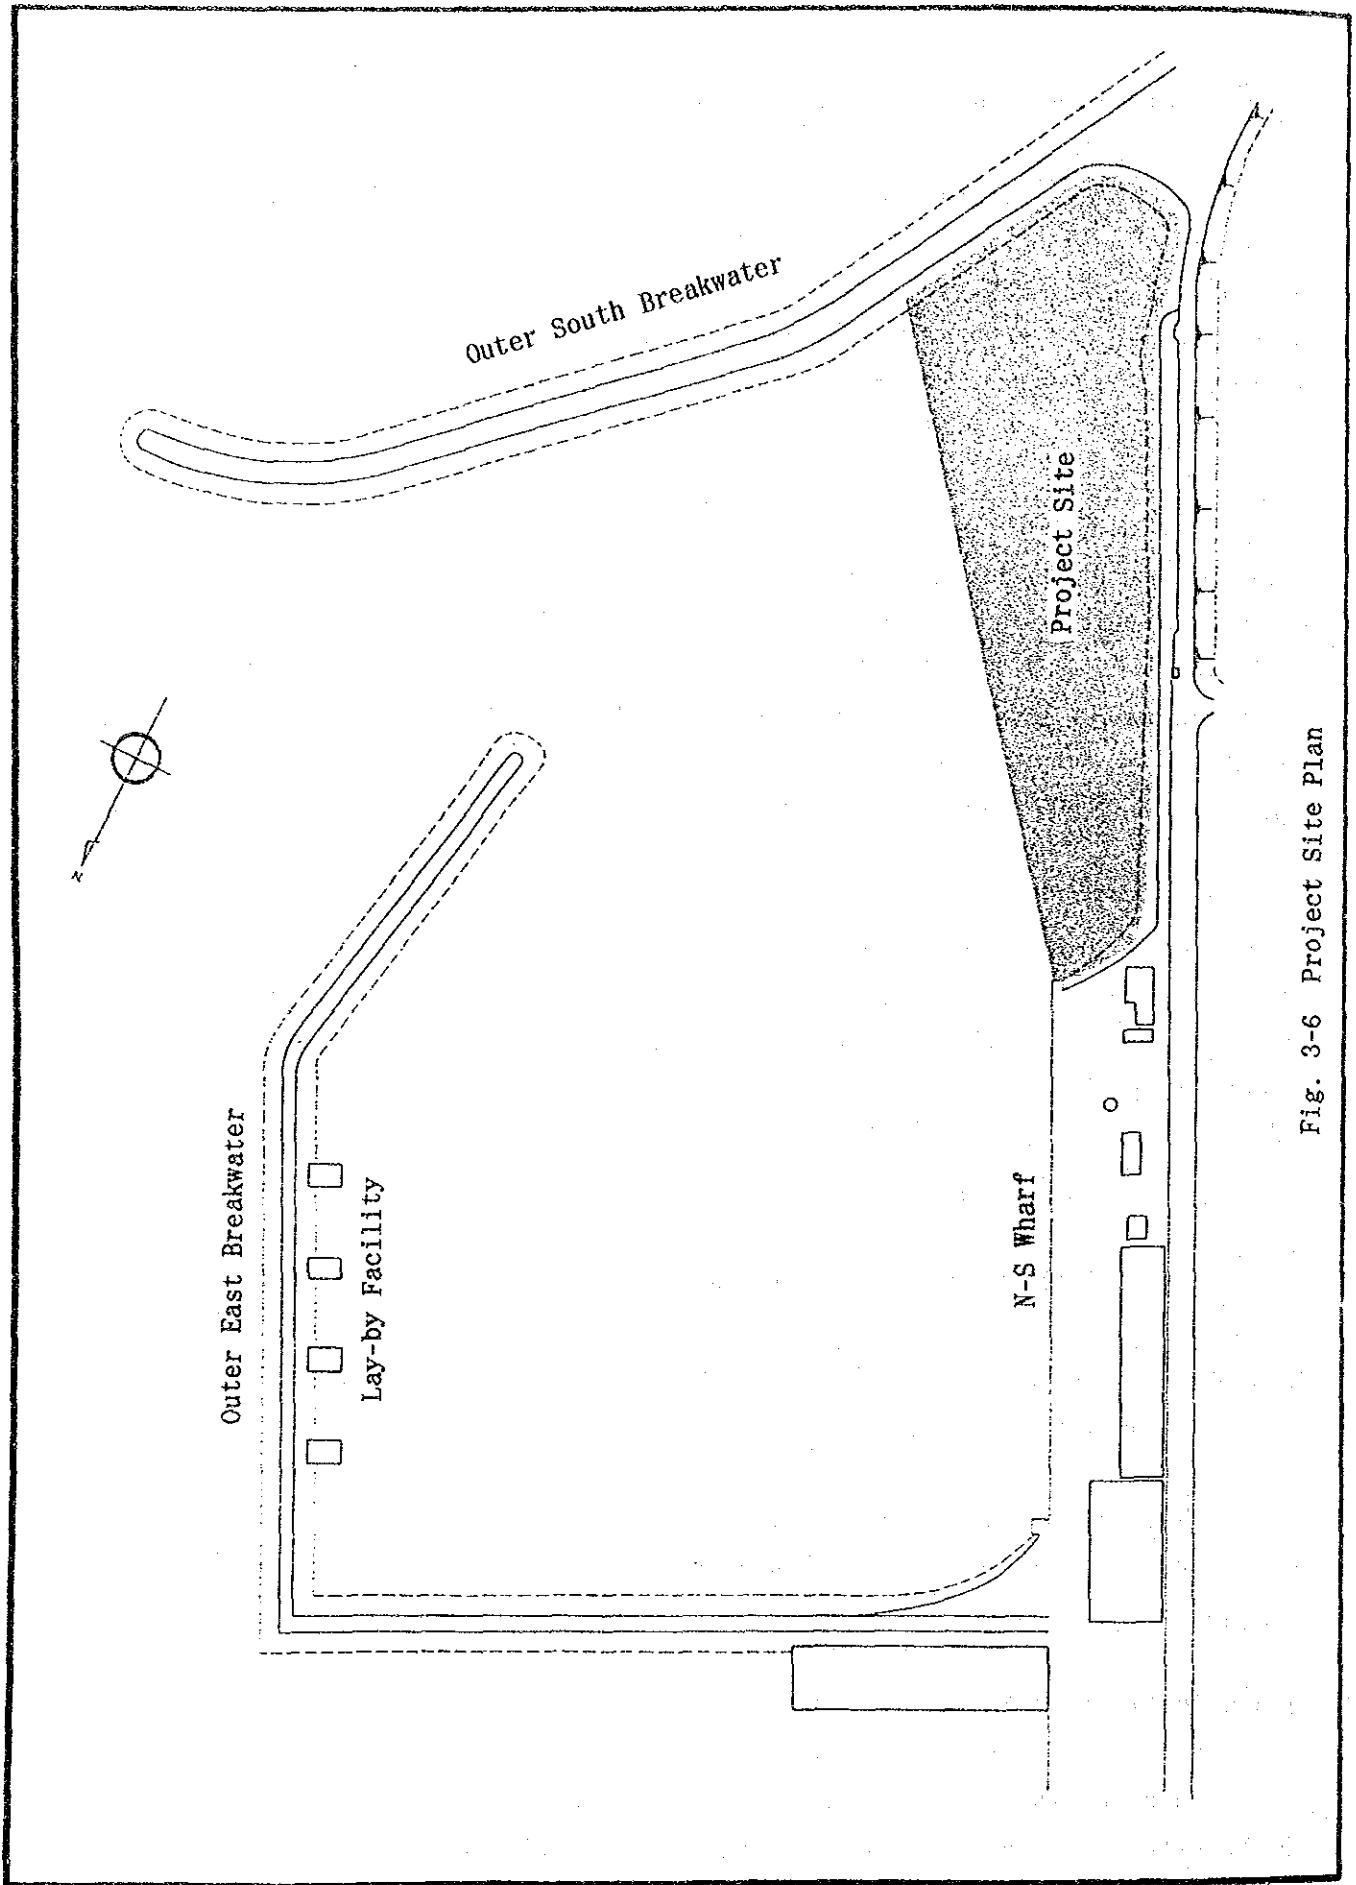 Outer South Breakwater
Project Site
N
Outer East Breakwater
Lay-by Facility
N-S Wharf
Fig. 3-6 Project Site Plan